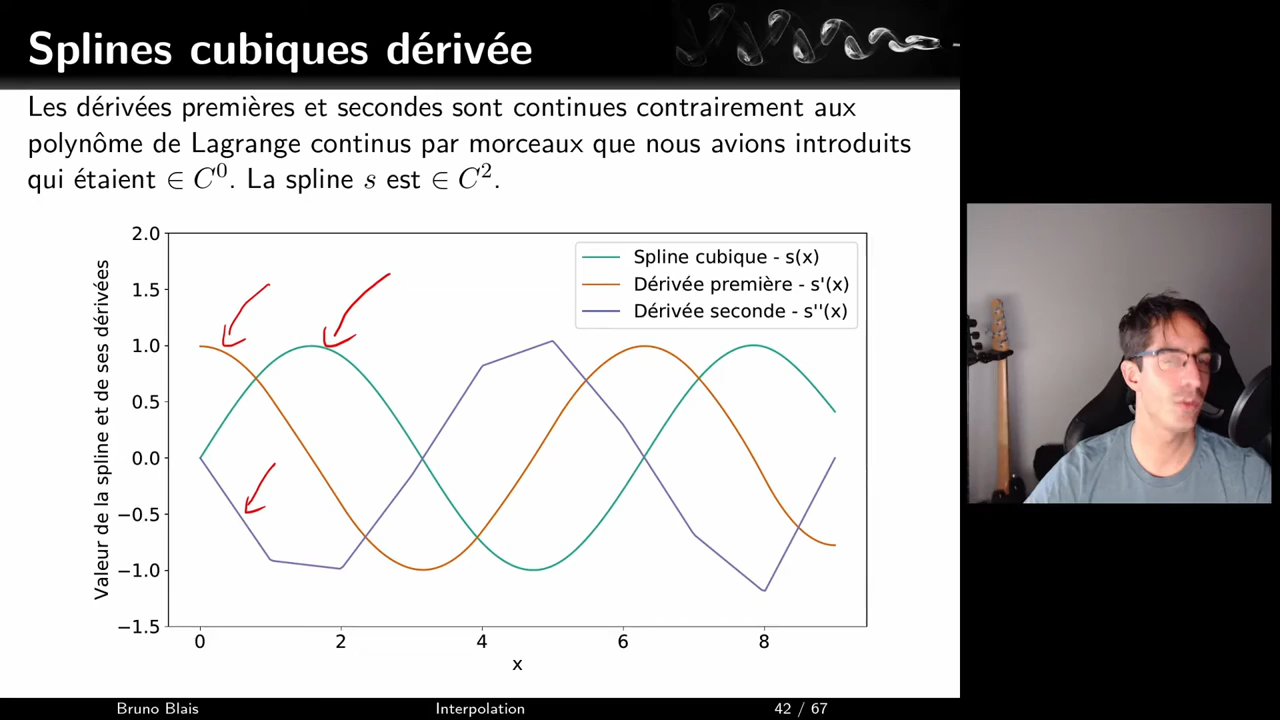 Splines cubiques dérivée
Les dérivées premières et secondes sont continues contrairement aux
polynôme de Lagrange continus par morceaux que nous avions introduits
qui étaient ∈ C⁰. La spline s est ∈ C².
Valeur de la spline et de ses dérivées
2.0
1.5
1.0
0.5
0.0
−0.5
−1.0
−1.5
Spline cubique - s(x)
Dérivée première - s'(x)
Dérivée seconde - s''(x)
0 2 4 6 8
x
Bruno Blais Interpolation 42 / 67